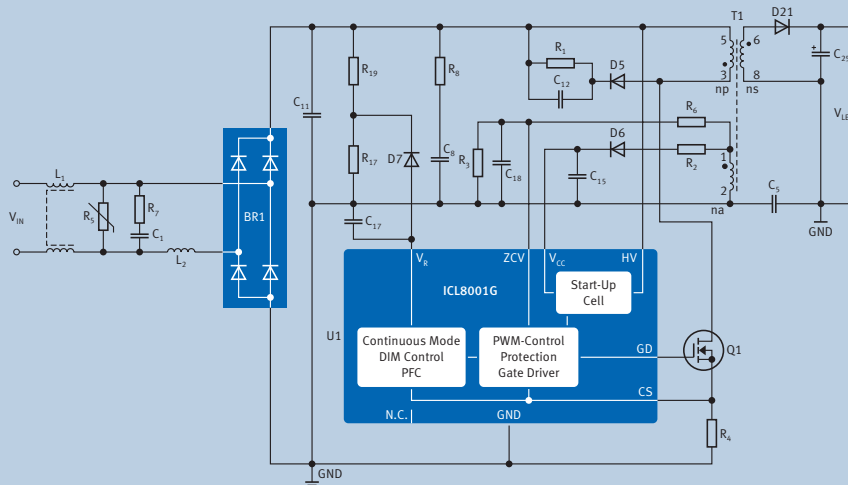 T1
D21
5
6
R1
D5
C12
3
8
np
ns
C25
R19
R8
C11
R6
VLE
D6
R17
D7
C8
R3
C18
C15
R2
1
2
na
C5
GND
L1
VIN
R5
R7
C1
L2
BR1
C17
VR
ZCV
VCC
HV
ICL8001G
Start-Up
Cell
U1
Continuous Mode
DIM Control
PFC
PWM-Control
Protection
Gate Driver
GD
Q1
CS
N.C.
GND
R4
GND